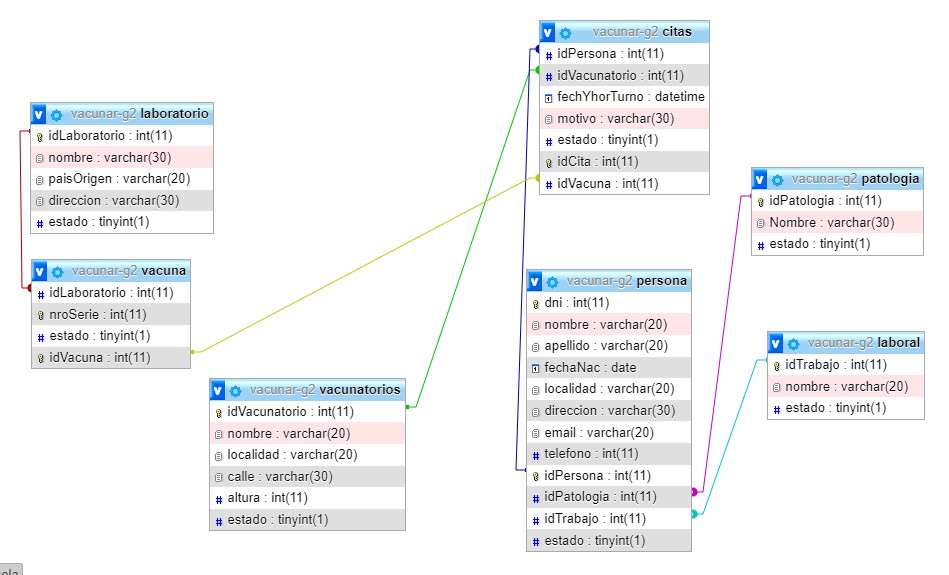 vacunar-g2 citas
idPersona : int(11)
idVacunatorio : int(11)
fechYhorTurno : datetime
motivo : varchar(30)
estado : tinyint(1)
idCita : int(11)
idVacuna : int(11)
vacunar-g2 laboratorio
idLaboratorio : int(11)
nombre : varchar(30)
paisOrigen : varchar(20)
direccion : varchar(30)
estado : tinyint(1)
vacunar-g2 patologia
idPatologia : int(11)
Nombre : varchar(30)
estado : tinyint(1)
vacunar-g2 vacuna
idLaboratorio : int(11)
nroSerie : int(11)
estado : tinyint(1)
idVacuna : int(11)
vacunar-g2 persona
dni : int(11)
nombre : varchar(20)
apellido : varchar(20)
fechaNac : date
localidad : varchar(20)
direccion : varchar(30)
email : varchar(20)
telefono : int(11)
idPersona : int(11)
idPatologia : int(11)
idTrabajo : int(11)
estado : tinyint(1)
vacunar-g2 laboral
idTrabajo : int(11)
nombre : varchar(20)
estado : tinyint(1)
vacunar-g2 vacunatorios
idVacunatorio : int(11)
nombre : varchar(20)
localidad : varchar(20)
calle : varchar(30)
altura : int(11)
estado : tinyint(1)